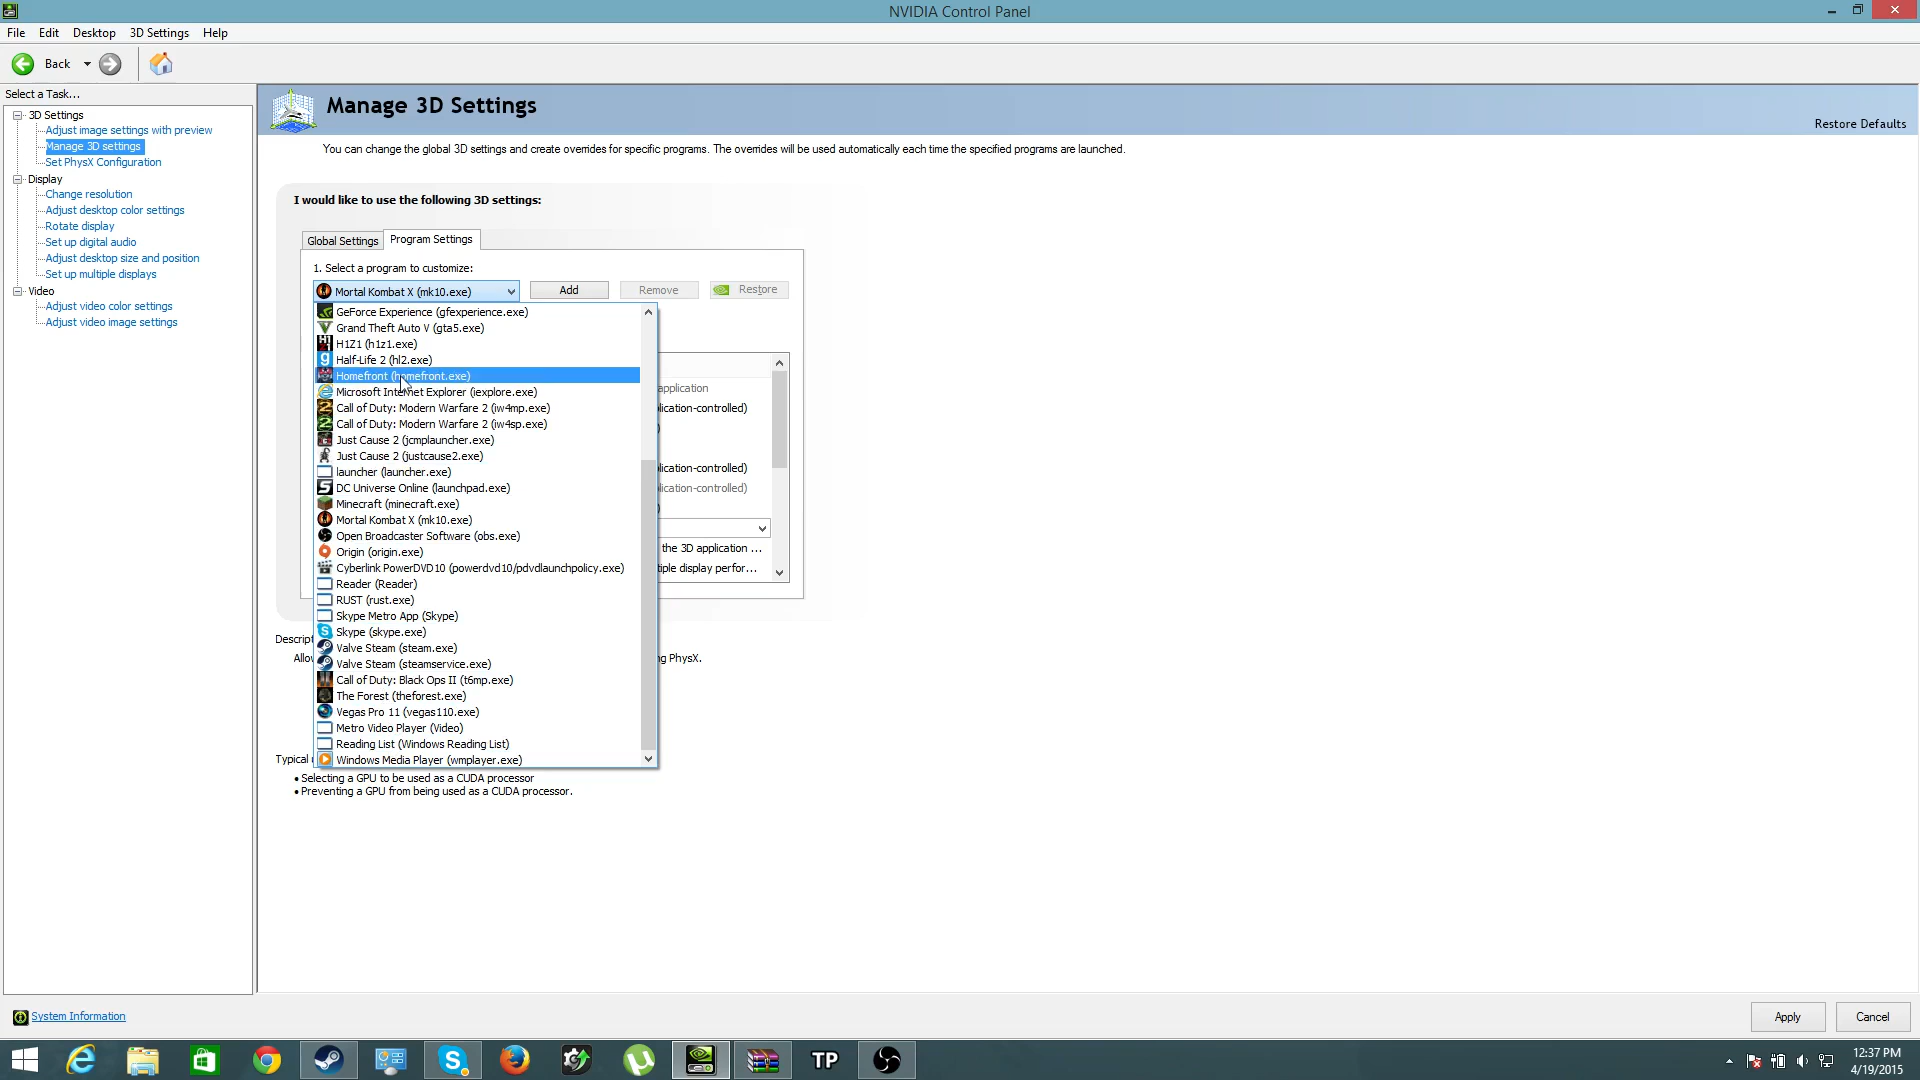 NVIDIA Control Panel
File Edit Desktop 3D Settings Help
Back
Select a Task...
3D Settings
Adjust image settings with preview
Manage 3D settings
Set PhysX Configuration
Display
Change resolution
Adjust desktop color settings
Rotate display
Set up digital audio
Adjust desktop size and position
Set up multiple displays
Video
Adjust video color settings
Adjust video image settings
Manage 3D Settings
Restore Defaults
You can change the global 3D settings and create overrides for specific programs. The overrides will be used automatically each time the specified programs are launched.
I would like to use the following 3D settings:
Global Settings Program Settings
1. Select a program to customize:
Mortal Kombat X (mk10.exe) Add Remove Restore
GeForce Experience (gfexperience.exe)
Grand Theft Auto V (gta5.exe)
H1Z1 (h1z1.exe)
Half-Life 2 (hl2.exe)
Homefront (homefront.exe)
Microsoft Internet Explorer (iexplore.exe)
Call of Duty: Modern Warfare 2 (iw4mp.exe)
Call of Duty: Modern Warfare 2 (iw4sp.exe)
Just Cause 2 (jcmplauncher.exe)
Just Cause 2 (justcause2.exe)
launcher (launcher.exe)
DC Universe Online (launchpad.exe)
Minecraft (minecraft.exe)
Mortal Kombat X (mk10.exe)
Open Broadcaster Software (obs.exe)
Origin (origin.exe)
Cyberlink PowerDVD10 (powerdvd10/pdvdlaunchpolicy.exe)
Reader (Reader)
RUST (rust.exe)
Skype Metro App (Skype)
Skype (skype.exe)
Valve Steam (steam.exe)
Valve Steam (steamservice.exe)
Call of Duty: Black Ops II (t6mp.exe)
The Forest (theforest.exe)
Vegas Pro 11 (vegas110.exe)
Metro Video Player (Video)
Reading List (Windows Reading List)
Windows Media Player (wmplayer.exe)
application
lication-controlled)
)
lication-controlled)
lication-controlled)
)
the 3D application ...
tiple display perfor...
Descript
Allow
ng PhysX.
Typical
• Selecting a GPU to be used as a CUDA processor
• Preventing a GPU from being used as a CUDA processor.
System Information
Apply Cancel
TP
12:37 PM
4/19/2015